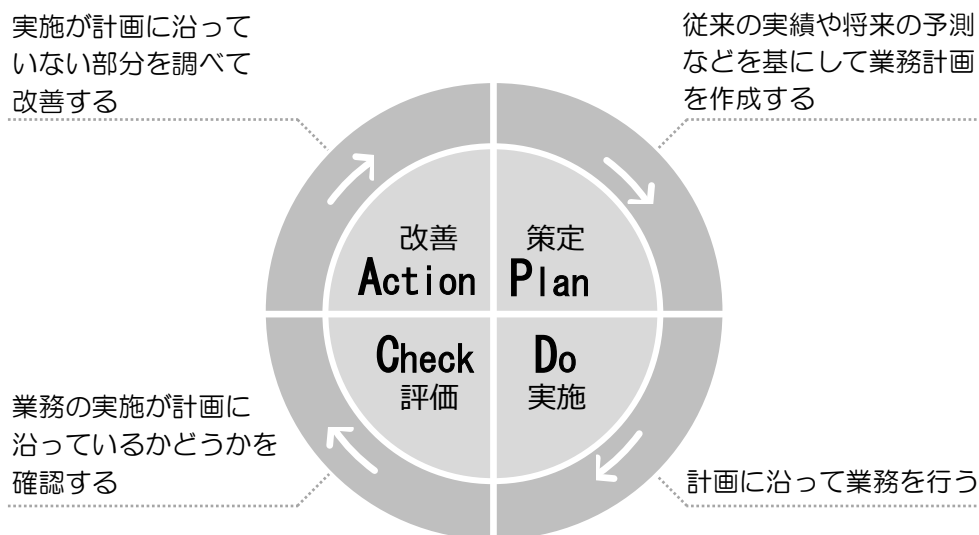 実施が計画に沿って
いない部分を調べて
改善する
従来の実績や将来の予測
などを基にして業務計画
を作成する
改善
Action
策定
Plan
Check
評価
Do
実施
業務の実施が計画に
沿っているかどうかを
確認する
計画に沿って業務を行う